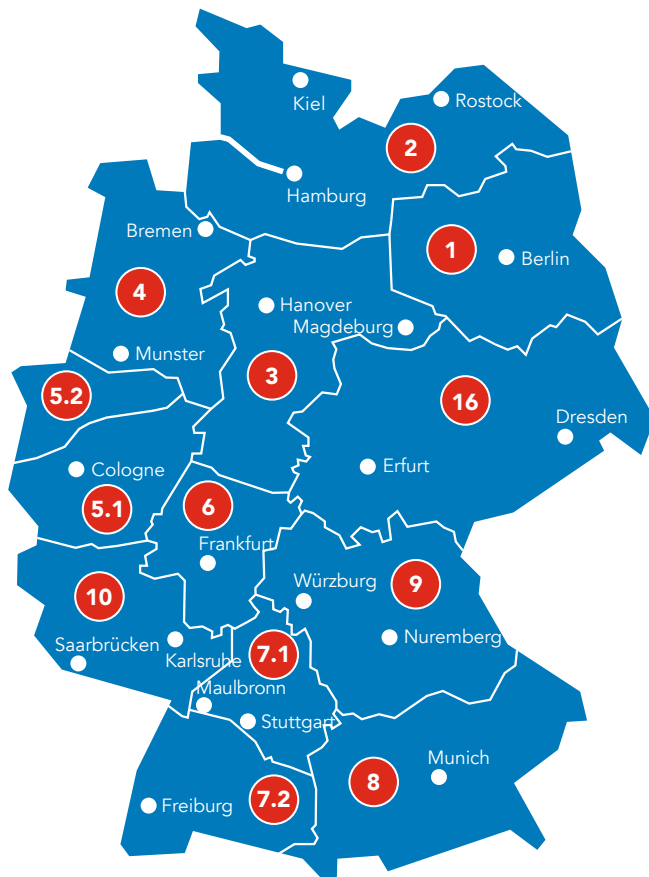 Kiel
Rostock
2
Hamburg
Bremen
1
Berlin
4
Hanover
Magdeburg
Munster
3
5.2
16
Dresden
Cologne
Erfurt
5.1
6
Frankfurt
Würzburg
9
10
Nuremberg
Saarbrücken
Karlsruhe
7.1
Maulbronn
Stuttgart
Munich
8
Freiburg
7.2